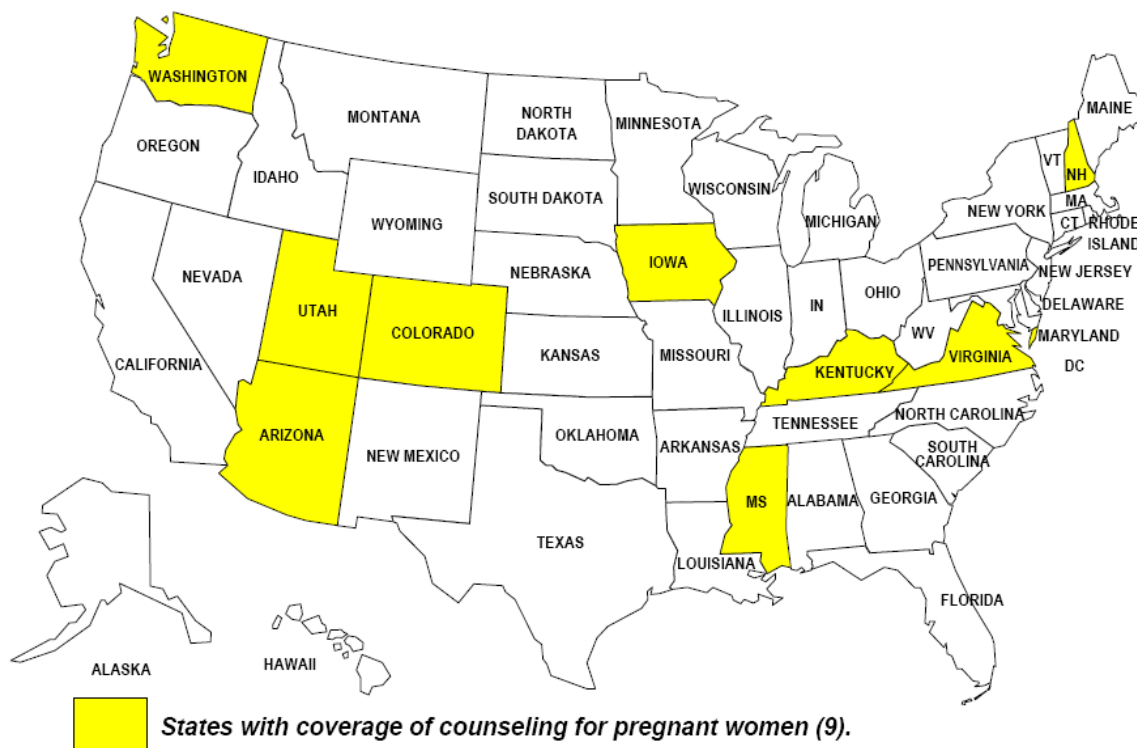 WASHINGTON
MONTANA
NORTH
DAKOTA
MINNESOTA
MAINE
OREGON
IDAHO
SOUTH DAKOTA
WISCONSIN
VT
NH
WYOMING
MICHIGAN
NEW YORK
MA
CT
RHODE
ISLAND
NEVADA
NEBRASKA
IOWA
PENNSYLVANIA
NEW JERSEY
UTAH
COLORADO
ILLINOIS
IN
OHIO
DELAWARE
CALIFORNIA
KANSAS
MISSOURI
WV
VIRGINIA
MARYLAND
KENTUCKY
DC
ARIZONA
NEW MEXICO
OKLAHOMA
ARKANSAS
TENNESSEE
NORTH CAROLINA
SOUTH
CAROLINA
MS
ALABAMA
GEORGIA
TEXAS
LOUISIANA
FLORIDA
ALASKA
HAWAII
States with coverage of counseling for pregnant women (9).